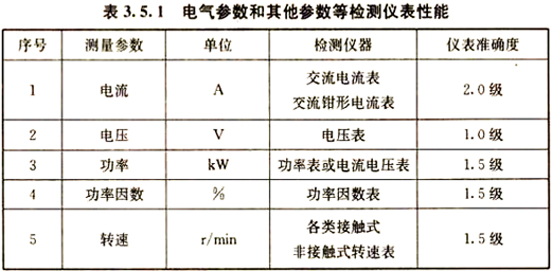 表 3.5.1 电气参数和其他参数等检测仪表性能
序号 测量参数 单位 检测仪器 仪表准确度
1 电流 A 交流电流表 2.0 级
交流钳形电流表
2 电压 V 电压表 1.0 级
3 功率 kW 功率表或电流电压表 1.5 级
4 功率因数 % 功率因数表 1.5 级
5 转速 r/min 各类接触式 1.5 级
非接触式转速表